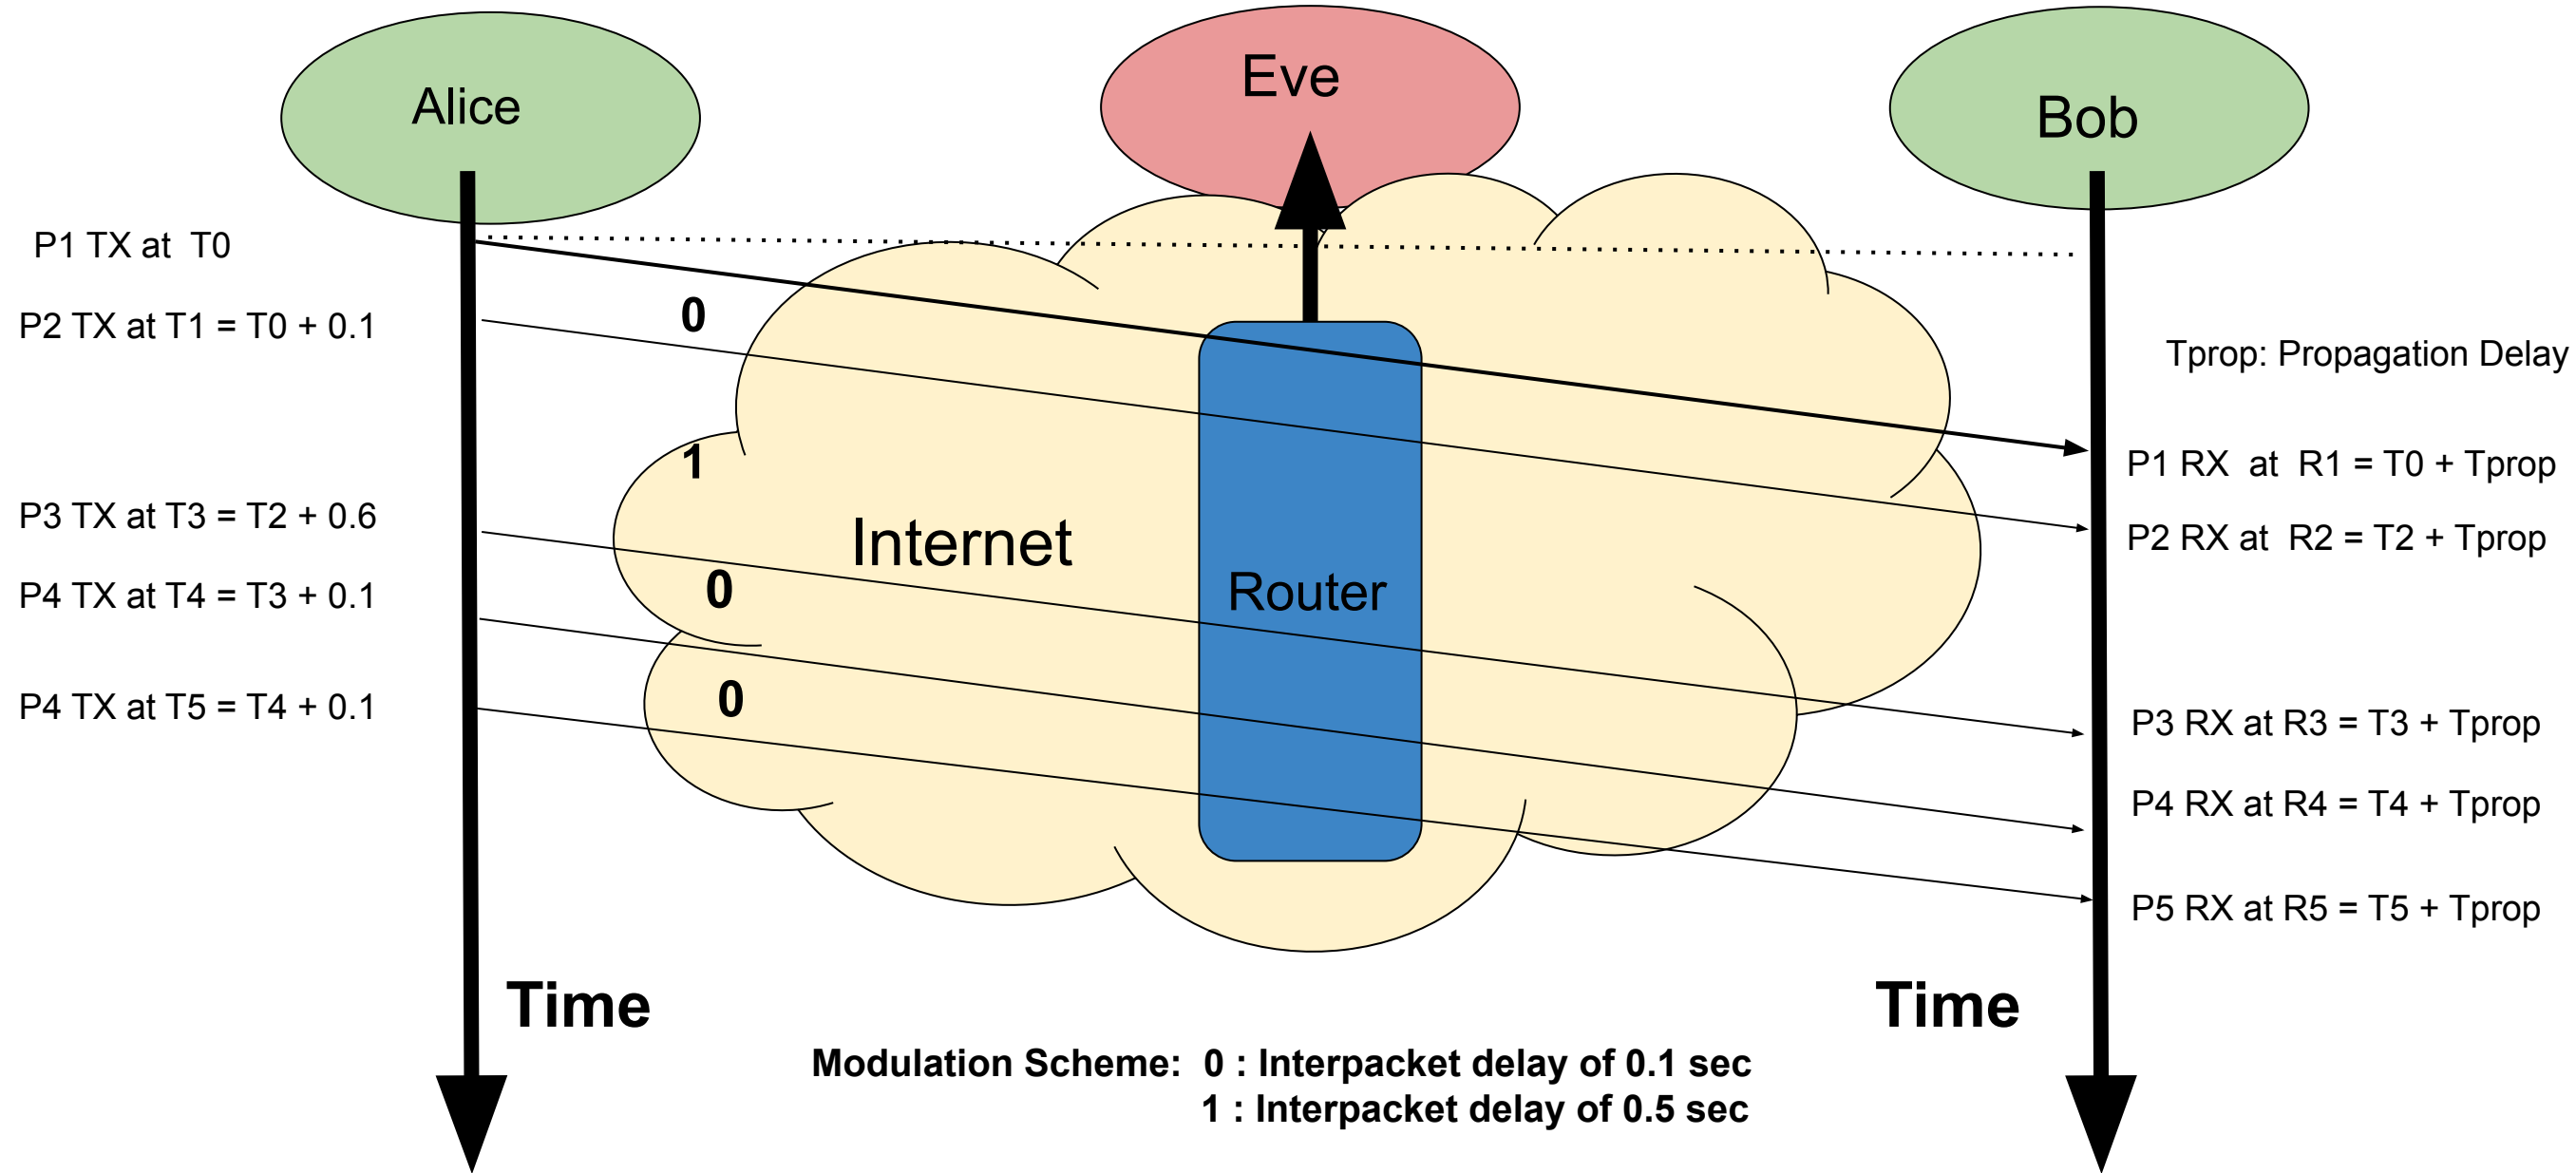 Alice
Eve
Bob
P1 TX at T0
P2 TX at T1 = T0 + 0.1
0
Tprop: Propagation Delay
1
P1 RX at R1 = T0 + Tprop
P3 TX at T3 = T2 + 0.6
Internet
P2 RX at R2 = T2 + Tprop
P4 TX at T4 = T3 + 0.1
0
Router
P4 TX at T5 = T4 + 0.1
0
P3 RX at R3 = T3 + Tprop
P4 RX at R4 = T4 + Tprop
P5 RX at R5 = T5 + Tprop
Time
Time
Modulation Scheme: 0 : Interpacket delay of 0.1 sec
1 : Interpacket delay of 0.5 sec